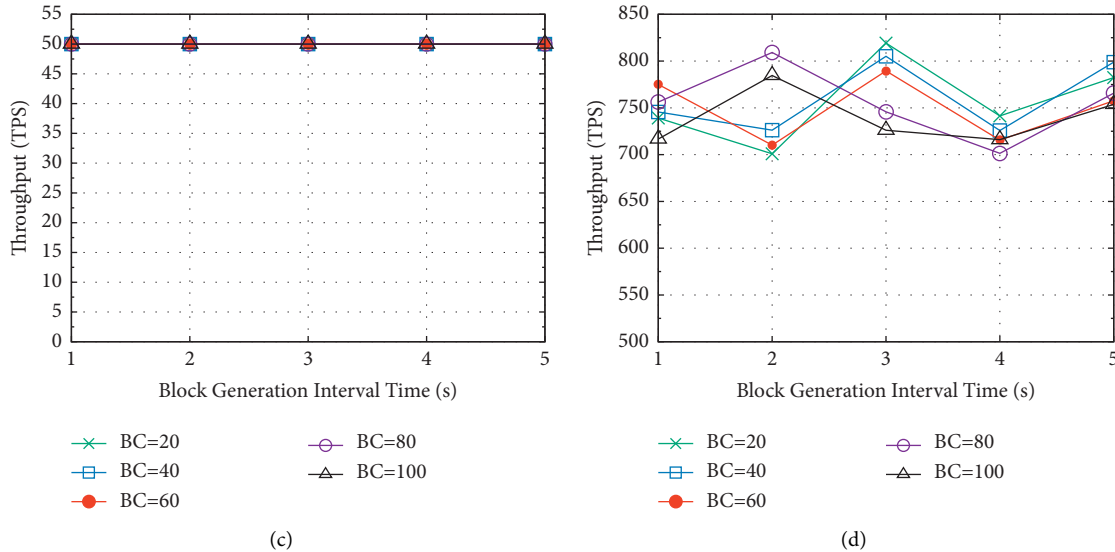 55
50
45
40
35
30
25
20
15
10
5
0
Throughput (TPS)
1 2 3 4 5
Block Generation Interval Time (s)
BC=20
BC=40
BC=60
BC=80
BC=100
(c)
850
800
750
700
650
600
550
500
Throughput (TPS)
1 2 3 4 5
Block Generation Interval Time (s)
BC=20
BC=40
BC=60
BC=80
BC=100
(d)